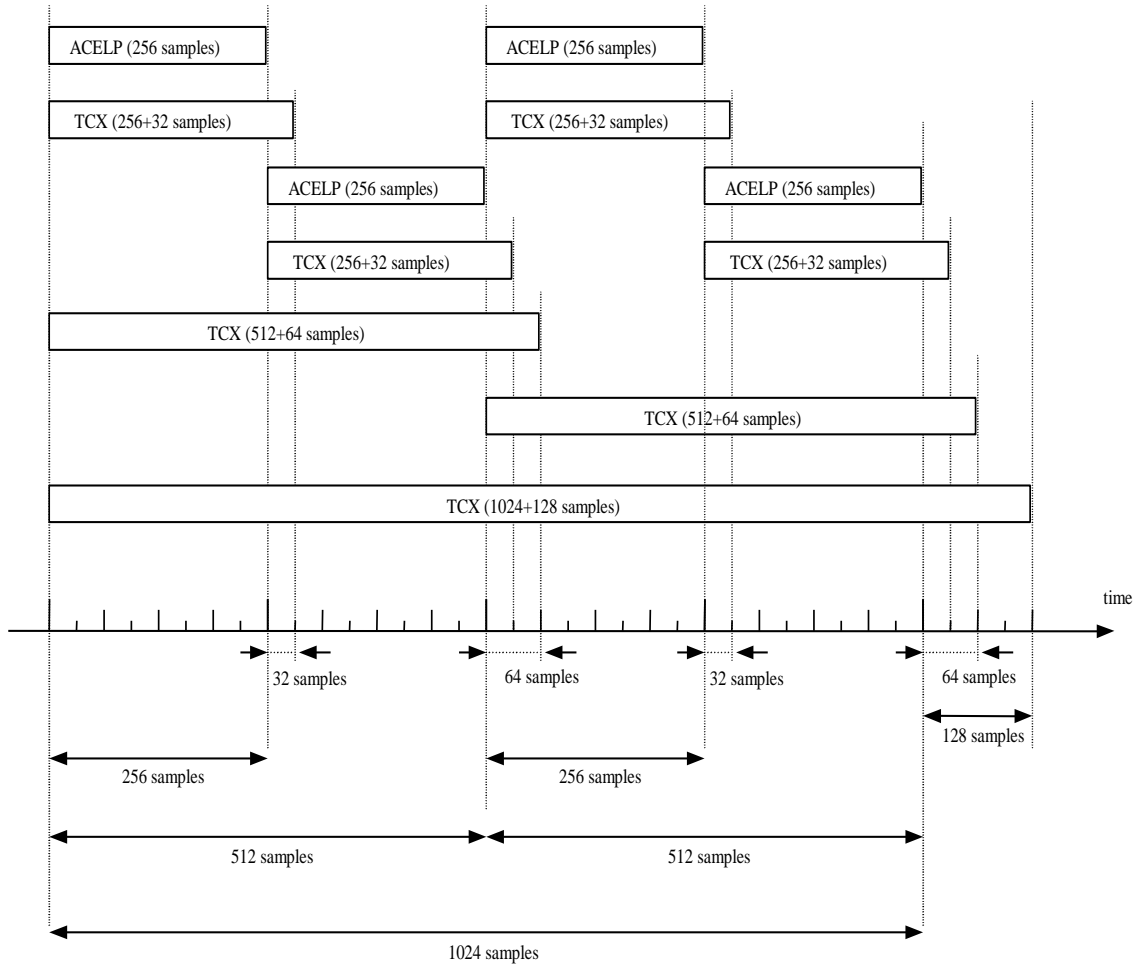 ACELP (256 samples)
ACELP (256 samples)
TCX (256+32 samples)
TCX (256+32 samples)
ACELP (256 samples)
ACELP (256 samples)
TCX (256+32 samples)
TCX (256+32 samples)
TCX (512+64 samples)
TCX (512+64 samples)
TCX (1024+128 samples)
time
32 samples
64 samples
32 samples
64 samples
128 samples
256 samples
256 samples
512 samples
512 samples
1024 samples